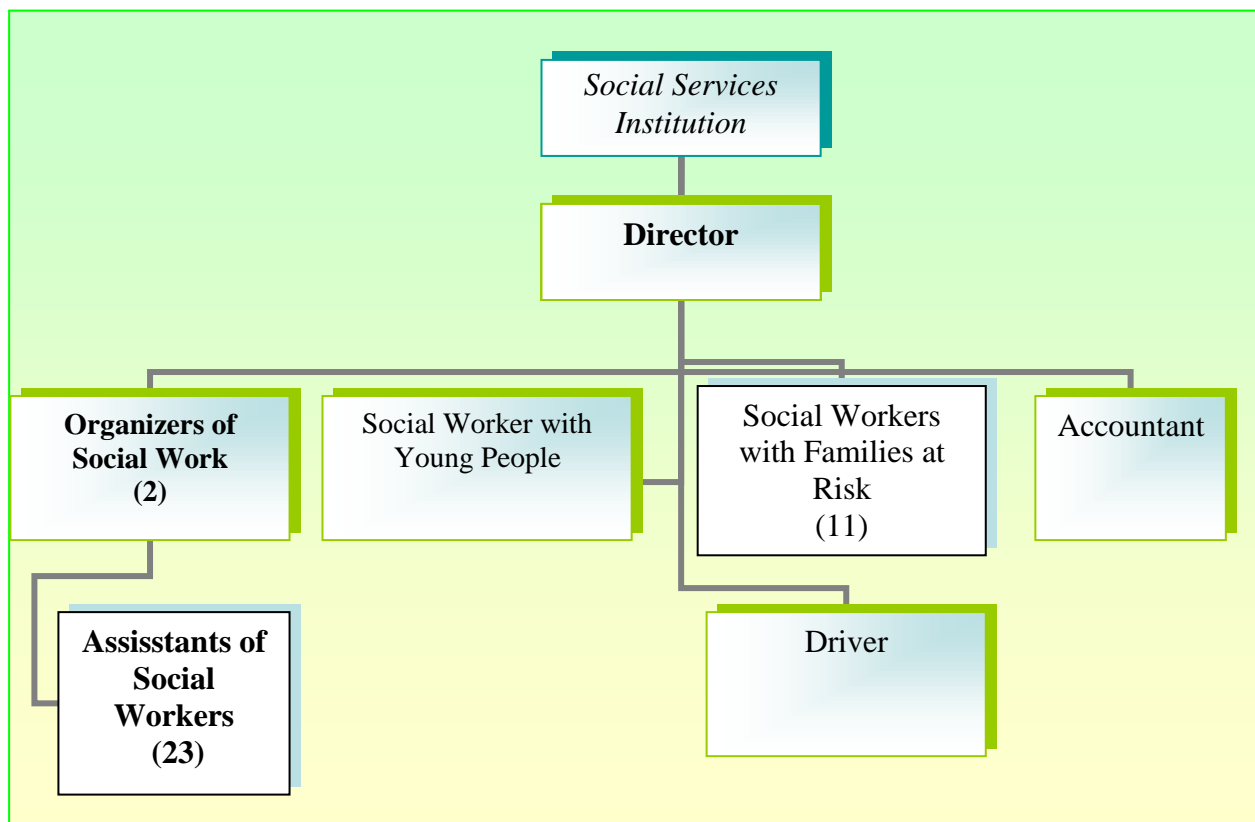 Social Services
Institution
Director
Organizers of
Social Work
(2)
Social Worker with
Young People
Social Workers
with Families at
Risk
(11)
Accountant
Assisstants of
Social
Workers
(23)
Driver